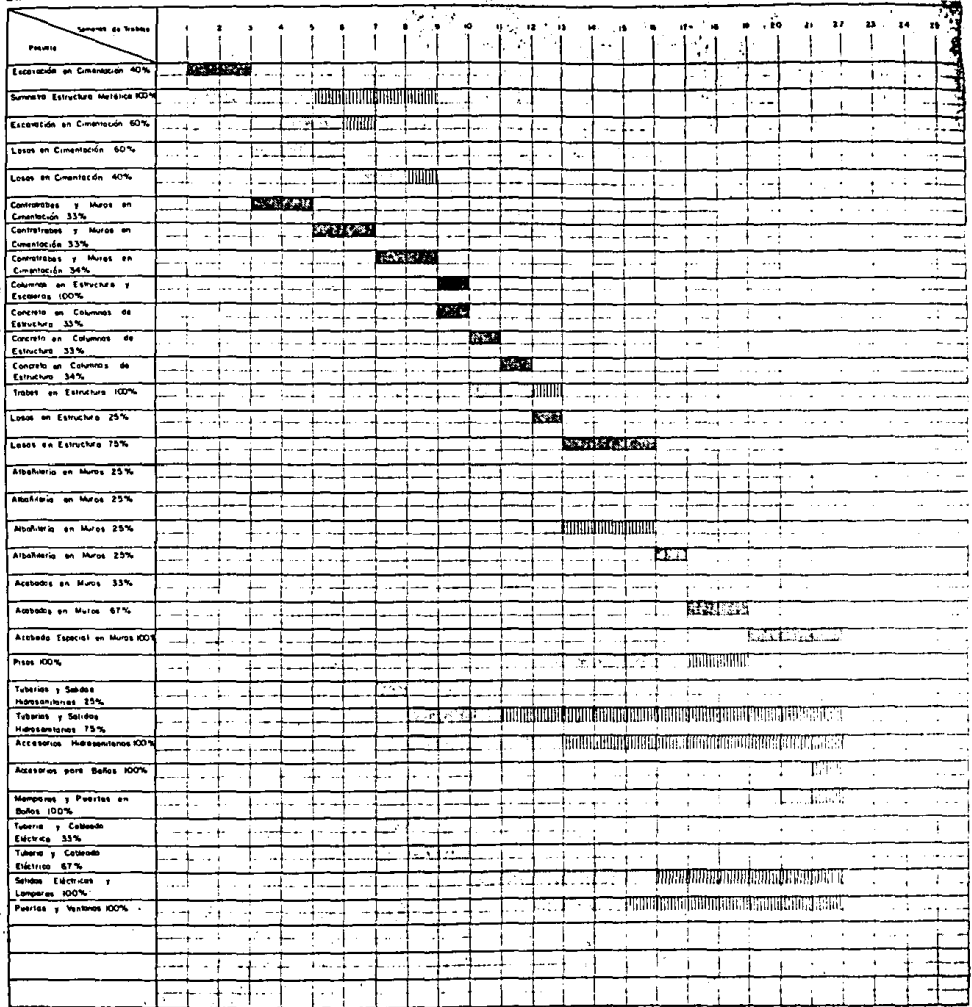 Semanas de Trabajo
1 2 3 4 5 6 7 8 9 10 11 12 13 14 15 16 17 18 19 20 21 22 23 24 25
Escavación en Cimentación 40%
Suministro Estructura Metálica 100%
Escavación en Cimentación 60%
Losas en Cimentación 60%
Losas en Cimentación 40%
Contratrabes y Muros en
Cimentación 33%
Contratrabes y Muros en
Cimentación 33%
Contratrabes y Muros en
Cimentación 34%
Columnas en Estructura y
Escaleras 100%
Concreto en Columnas de
Estructura 33%
Concreto en Columnas de
Estructura 33%
Concreto en Columnas de
Estructura 34%
Trabes en Estructura 100%
Losas en Estructura 25%
Losas en Estructura 75%
Albañilería en Muros 25%
Albañilería en Muros 25%
Albañilería en Muros 25%
Albañilería en Muros 25%
Acabados en Muros 33%
Acabados en Muros 67%
Acabado Especial en Muros 100%
Pisos 100%
Tuberías y Salidas
Hidrosanitarias 25%
Tuberías y Salidas
Hidrosanitarias 75%
Accesorios Hidrosanitarios 100%
Accesorios para Baños 100%
Mamparas y Puertas en
Baños 100%
Tubería y Cableado
Eléctrico 33%
Tubería y Cableado
Eléctrico 67%
Salidas Eléctricas y
Lamparas 100%
Puertas y Ventanas 100%